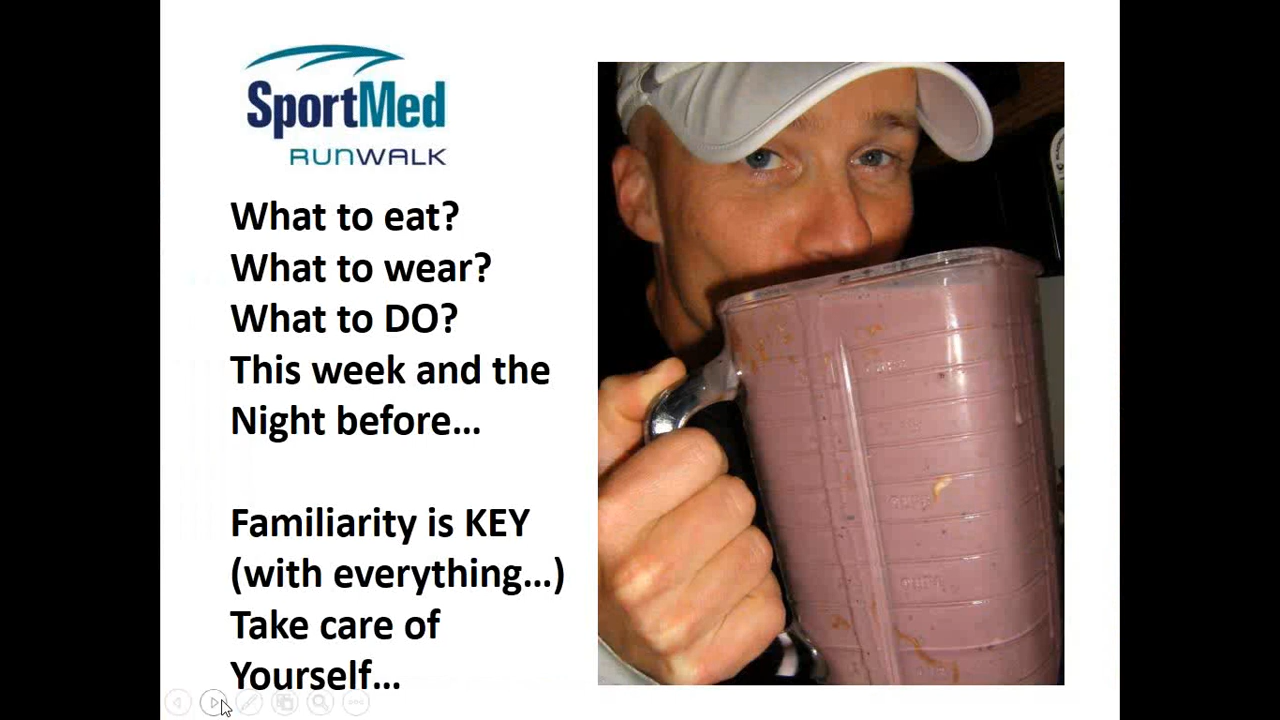 SportMed
RUNWALK
What to eat?
What to wear?
What to DO?
This week and the
Night before...
Familiarity is KEY
(with everything...)
Take care of
Yourself...